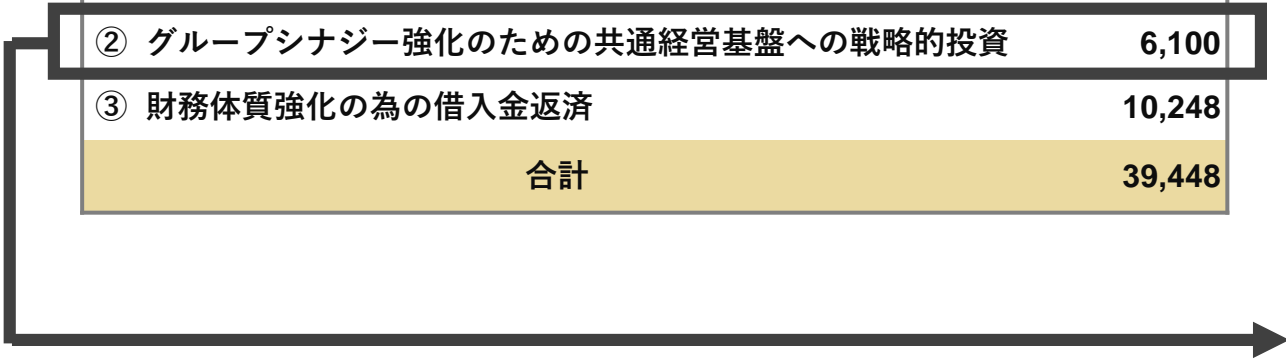 ② グループシナジー強化のための共通経営基盤への戦略的投資 6,100
③ 財務体質強化の為の借入金返済 10,248
合計 39,448